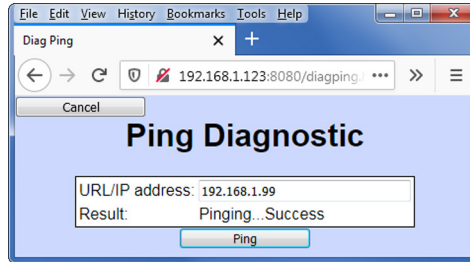 File Edit View History Bookmarks Tools Help
Diag Ping
192.168.1.123:8080/diagping.
Cancel
Ping Diagnostic
URL/IP address: 192.168.1.99
Result: Pinging...Success
Ping